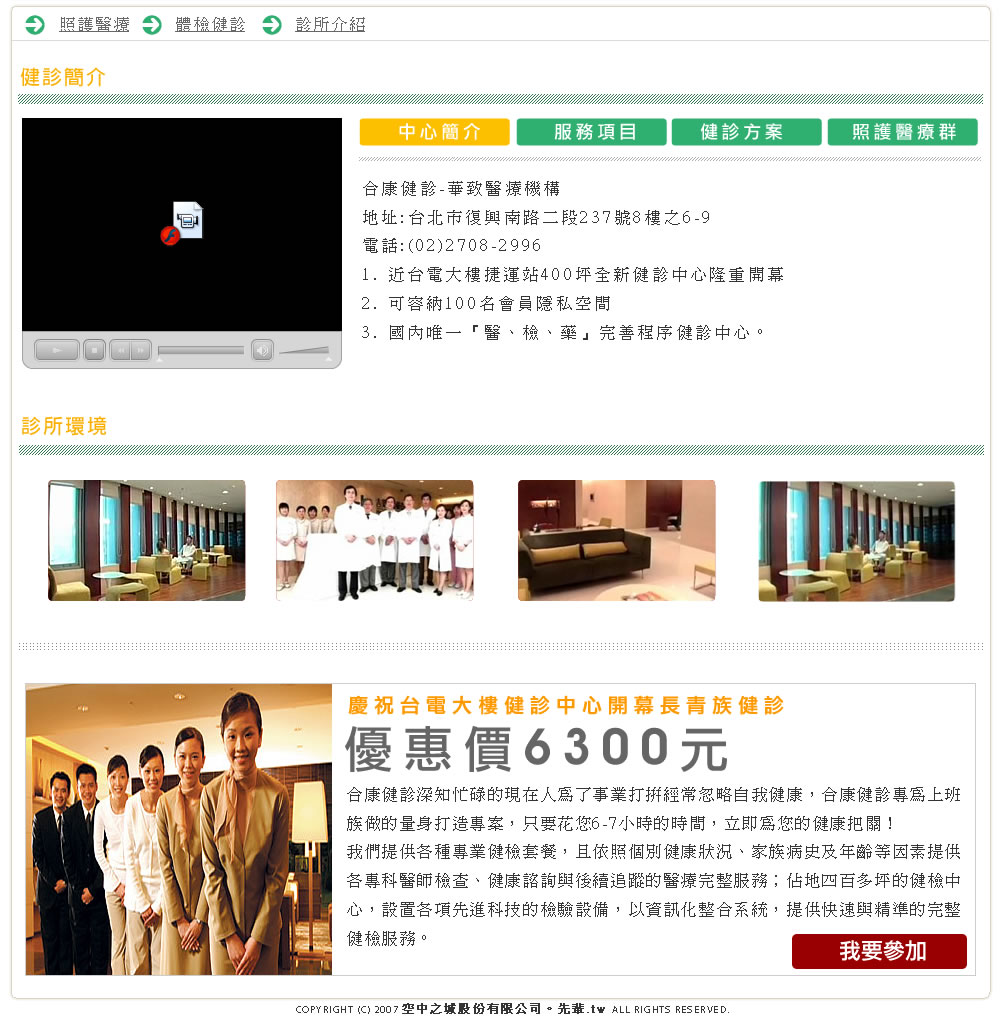 照護醫療 體檢健診 診所介紹
健診簡介
中心簡介 服務項目 健診方案 照護醫療群
合康健診-華致醫療機構
地址:台北市復興南路二段237號8樓之6-9
電話:(02)2708-2996
1. 近台電大樓捷運站400坪全新健診中心隆重開幕
2. 可容納100名會員隱私空間
3. 國內唯一『醫、檢、藥』完善程序健診中心。
診所環境
慶祝台電大樓健診中心開幕長青族健診
優惠價6300元
合康健診深知忙碌的現在人為了事業打拚經常忽略自我健康，合康健診專為上班
族做的量身打造專案，只要花您6-7小時的時間，立即為您的健康把關！
我們提供各種專業健檢套餐，且依照個別健康狀況、家族病史及年齡等因素提供
各專科醫師檢查、健康諮詢與後續追蹤的醫療完整服務；佔地四百多坪的健檢中
心，設置各項先進科技的檢驗設備，以資訊化整合系統，提供快速與精準的完整
健檢服務。
我要參加
COPYRIGHT (C) 2007 空中之城股份有限公司。先輩.tw ALL RIGHTS RESERVED.